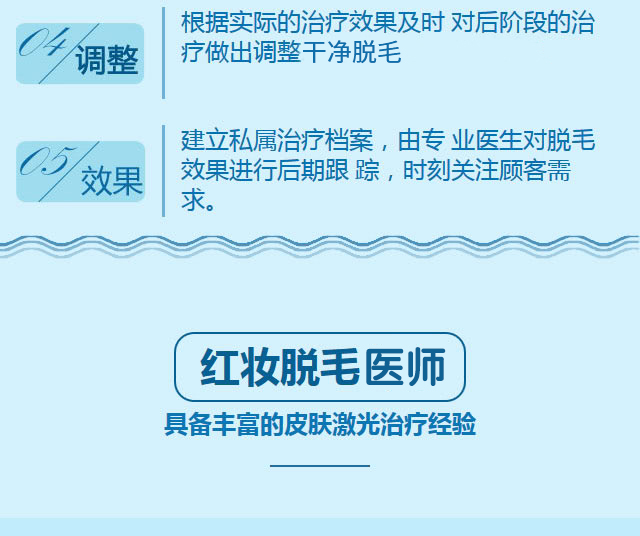 04
调整
根据实际的治疗效果及时 对后阶段的治
疗做出调整干净脱毛
05
效果
建立私属治疗档案，由专 业医生对脱毛
效果进行后期跟 踪，时刻关注顾客需
求。
红妆脱毛医师
具备丰富的皮肤激光治疗经验